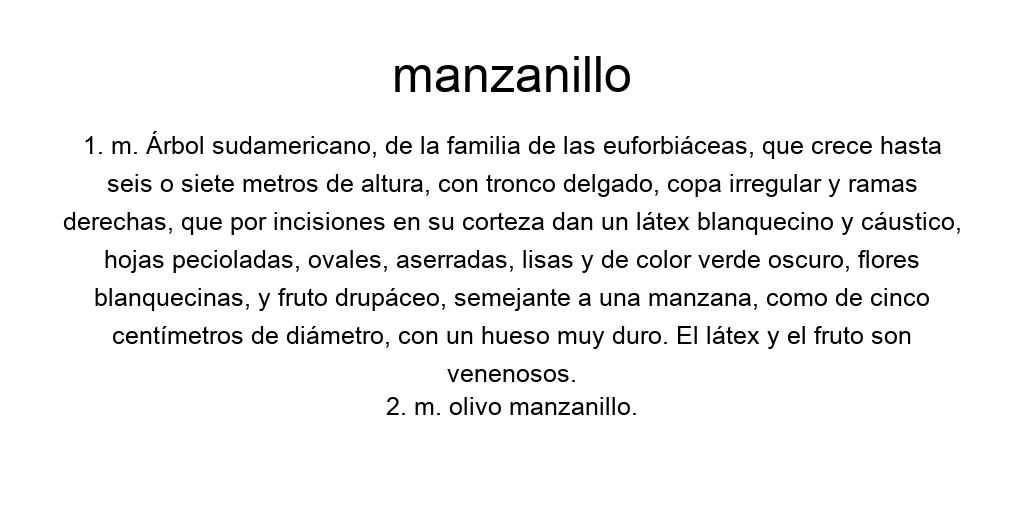 manzanillo
1. m. Árbol sudamericano, de la familia de las euforbiáceas, que crece hasta
seis o siete metros de altura, con tronco delgado, copa irregular y ramas
derechas, que por incisiones en su corteza dan un látex blanquecino y cáustico,
hojas pecioladas, ovales, aserradas, lisas y de color verde oscuro, flores
blanquecinas, y fruto drupáceo, semejante a una manzana, como de cinco
centímetros de diámetro, con un hueso muy duro. El látex y el fruto son
venenosos.
2. m. olivo manzanillo.